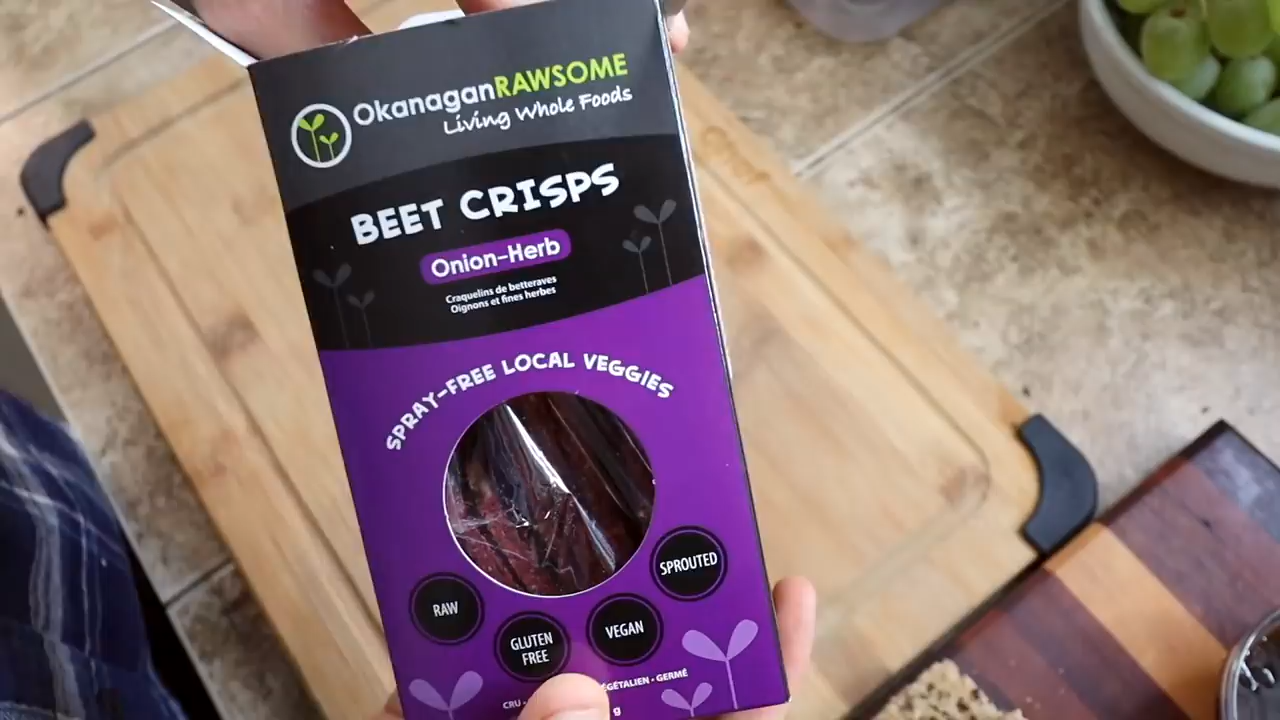 OkanaganRAWSOME
Living Whole Foods
BEET CRISPS
Onion-Herb
Craquelins de betteraves
Oignons et fines herbes
SPRAY-FREE LOCAL VEGGIES
RAW
GLUTEN
FREE
VEGAN
SPROUTED
CRU • • GERMÉ
g